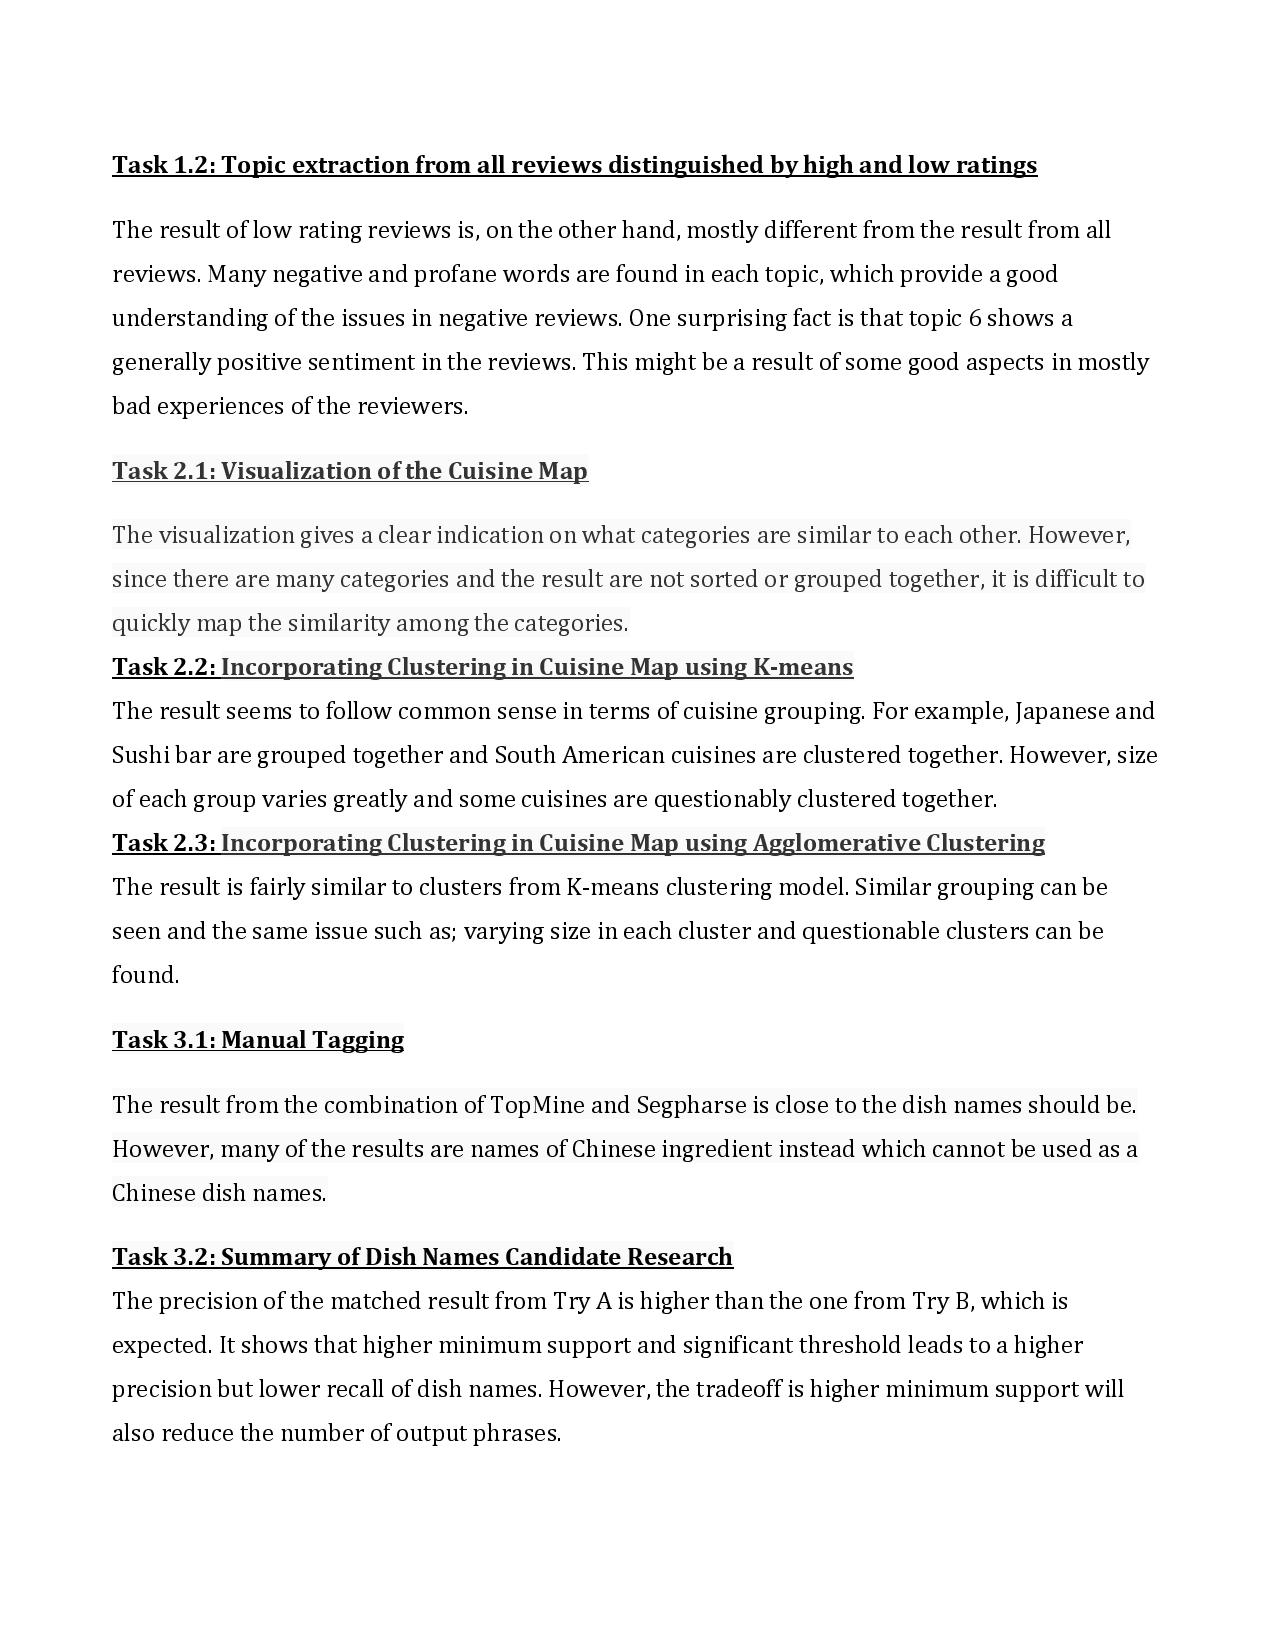 Task 1.2: Topic extraction from all reviews distinguished by high and low ratings
The result of low rating reviews is, on the other hand, mostly different from the result from all
reviews. Many negative and profane words are found in each topic, which provide a good
understanding of the issues in negative reviews. One surprising fact is that topic 6 shows a
generally positive sentiment in the reviews. This might be a result of some good aspects in mostly
bad experiences of the reviewers.
Task 2.1: Visualization of the Cuisine Map
The visualization gives a clear indication on what categories are similar to each other. However,
since there are many categories and the result are not sorted or grouped together, it is difficult to
quickly map the similarity among the categories.
Task 2.2: Incorporating Clustering in Cuisine Map using K-means
The result seems to follow common sense in terms of cuisine grouping. For example, Japanese and
Sushi bar are grouped together and South American cuisines are clustered together. However, size
of each group varies greatly and some cuisines are questionably clustered together.
Task 2.3: Incorporating Clustering in Cuisine Map using Agglomerative Clustering
The result is fairly similar to clusters from K-means clustering model. Similar grouping can be
seen and the same issue such as; varying size in each cluster and questionable clusters can be
found.
Task 3.1: Manual Tagging
The result from the combination of TopMine and Segpharse is close to the dish names should be.
However, many of the results are names of Chinese ingredient instead which cannot be used as a
Chinese dish names.
Task 3.2: Summary of Dish Names Candidate Research
The precision of the matched result from Try A is higher than the one from Try B, which is
expected. It shows that higher minimum support and significant threshold leads to a higher
precision but lower recall of dish names. However, the tradeoff is higher minimum support will
also reduce the number of output phrases.